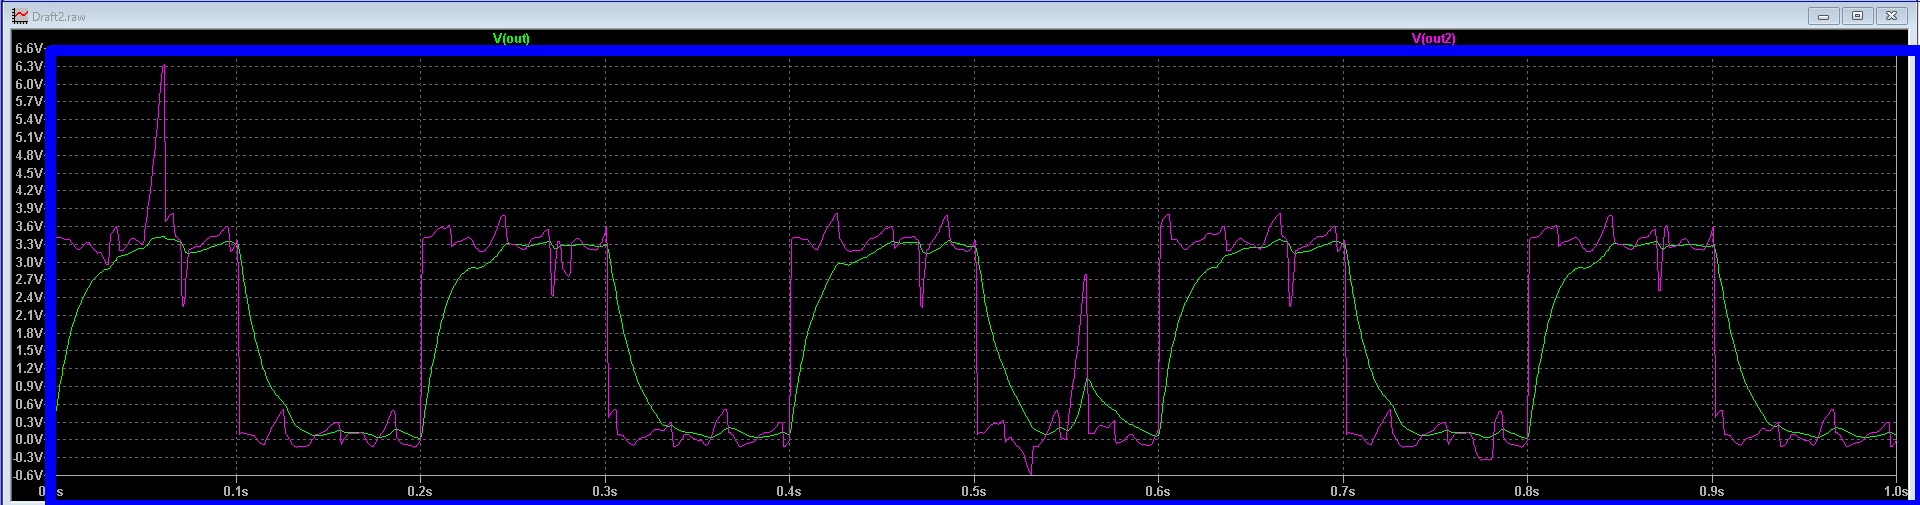 Draft2.raw
V(out) V(out2)
6.6V
6.3V
6.0V
5.7V
5.4V
5.1V
4.8V
4.5V
4.2V
3.9V
3.6V
3.3V
3.0V
2.7V
2.4V
2.1V
1.8V
1.5V
1.2V
0.9V
0.6V
0.3V
0.0V
-0.3V
-0.6V
0.1s 0.2s 0.3s 0.4s 0.5s 0.6s 0.7s 0.8s 0.9s 1.0s